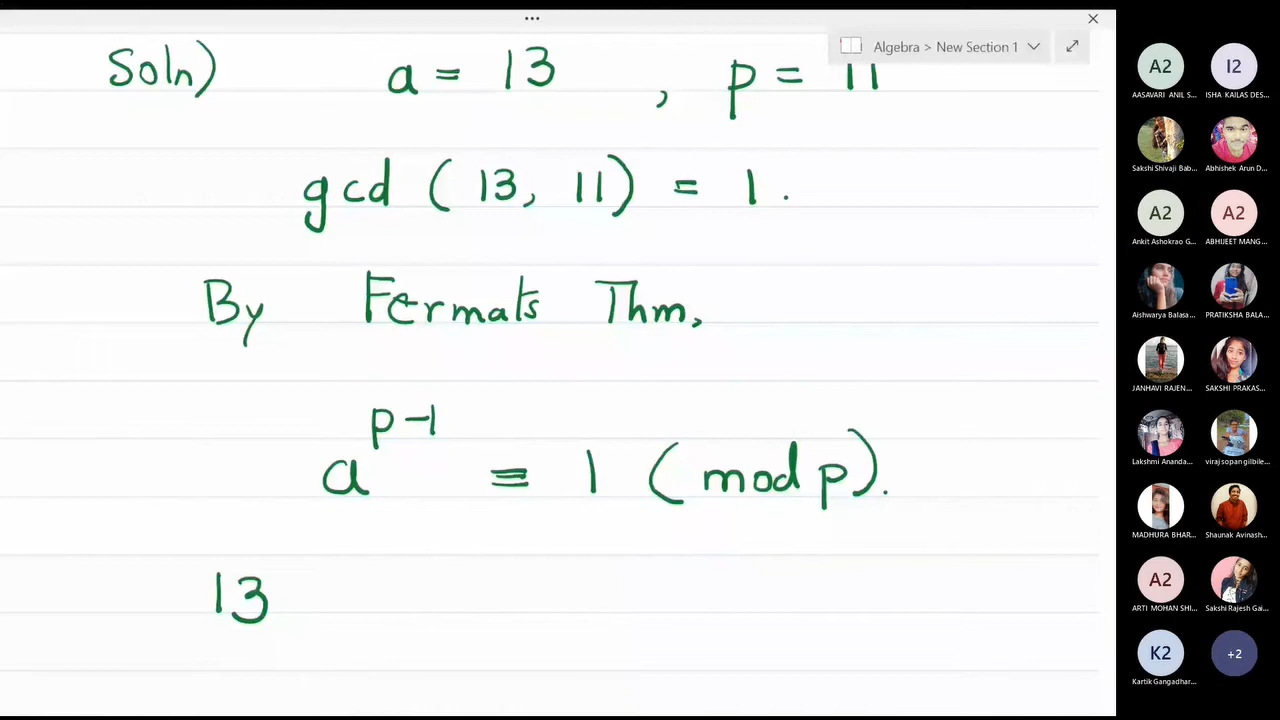 Algebra > New Section 1
Soln) a = 13 , p = 11
gcd ( 13, 11) = 1 .
By Fermats Thm,
a^{p-1} ≡ 1 ( mod p).
13
A2
AASAVARI ANIL S...
I2
ISHA KAILAS DES...
Sakshi Shivaji Bab...
Abhishek Arun D...
A2
Ankit Ashokrao G...
A2
ABHIJEET MANG...
Aishwarya Balasa...
PRATIKSHA BALA...
JANHAVI RAJEN...
SAKSHI PRAKAS...
Lakshmi Ananda...
viraj sopan gilbile...
MADHURA BHAR...
Shaunak Avinash...
A2
ARTI MOHAN SHI...
Sakshi Rajesh Gai...
K2
Kartik Gangadhar...
+2